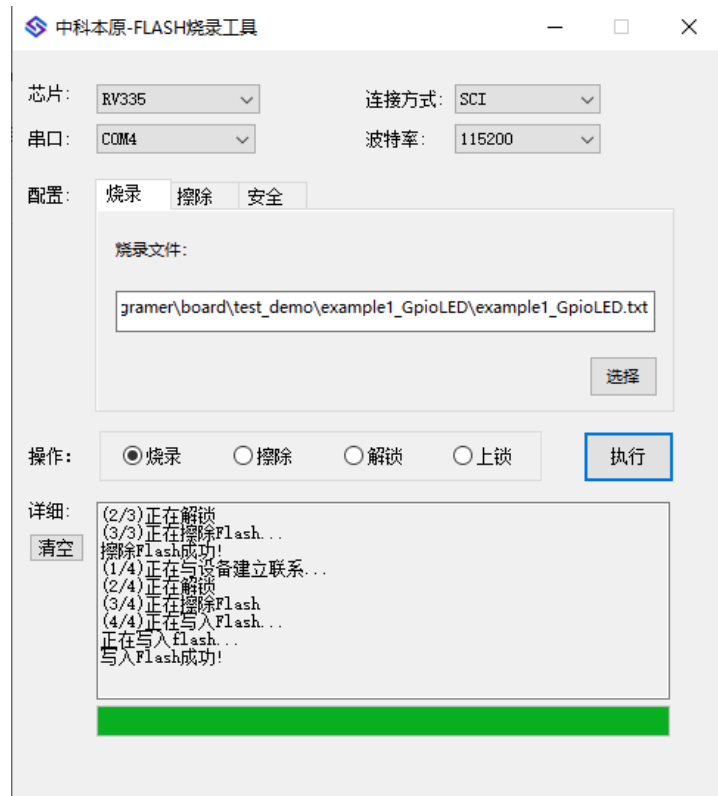 中科本原-FLASH烧录工具
芯片: RV335 连接方式: SCI
串口: COM4 波特率: 115200
配置: 烧录 擦除 安全
烧录文件:
gramer\board\test_demo\example1_GpioLED\example1_GpioLED.txt
选择
操作: 烧录 擦除 解锁 上锁 执行
详细:
清空
(2/3)正在解锁
(3/3)正在擦除Flash...
擦除Flash成功!
(1/4)正在与设备建立联系...
(2/4)正在解锁
(3/4)正在擦除Flash
(4/4)正在写入Flash...
正在写入flash...
写入Flash成功!